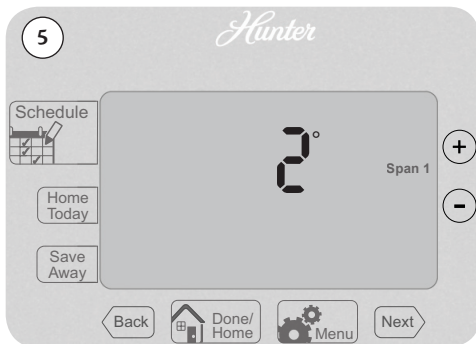 5
Hunter
Schedule
2°
+
Span 1
Home
Today
-
Save
Away
Back
Done/
Home
Menu
Next